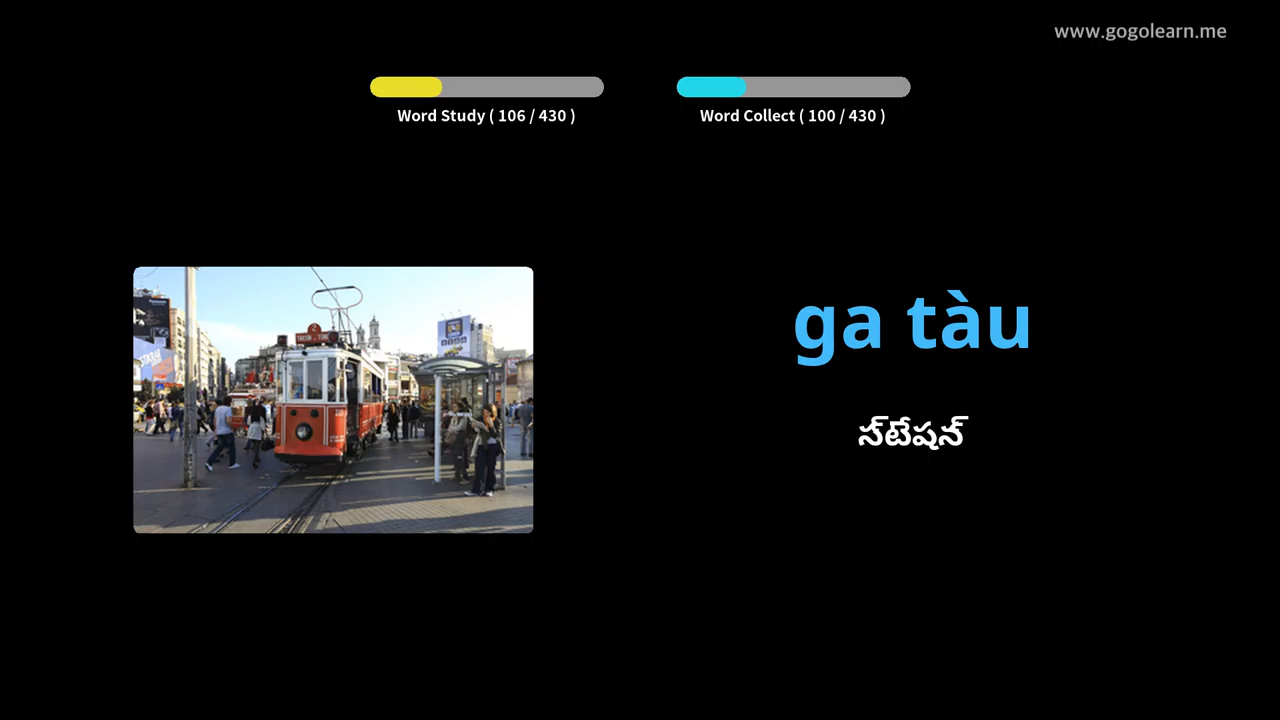 www.gogolearn.me
Word Study ( 106 / 430 )
Word Collect ( 100 / 430 )
ga tàu
స్‌టేషన్